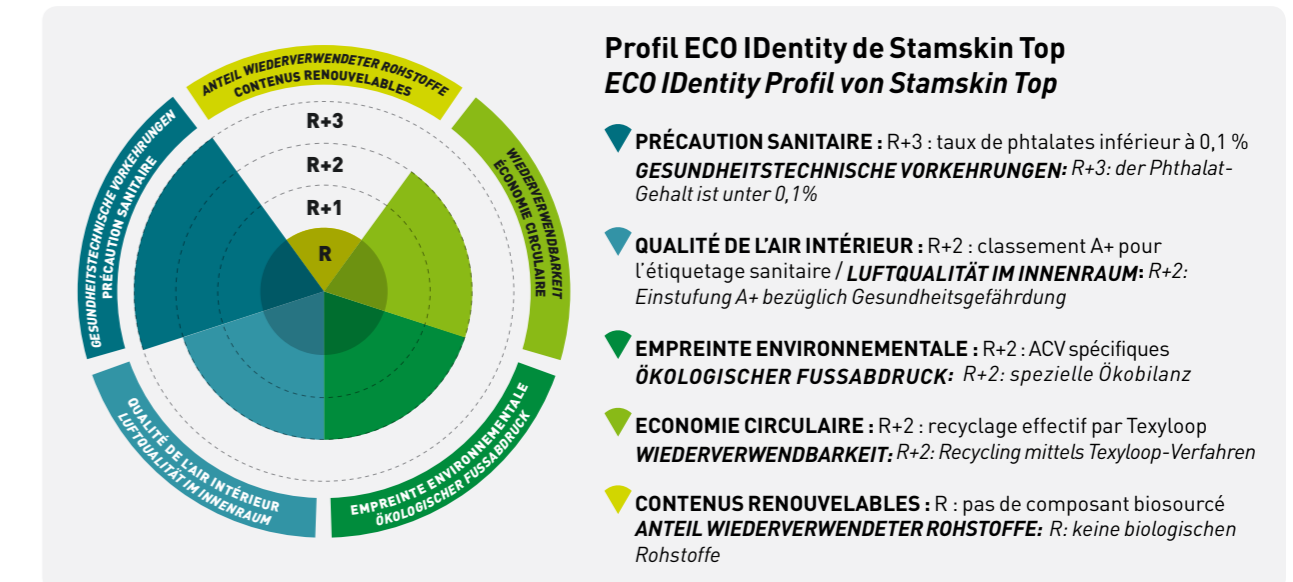 Profil ECO IDentity de Stamskin Top
ECO IDentity Profil von Stamskin Top
ANTEIL WIEDERVERWENDETER ROHSTOFFE
CONTENUS RENOUVELABLES
WIEDERVERWENDBARKEIT
ÉCONOMIE CIRCULAIRE
EMPREINTE ENVIRONNEMENTALE
ÖKOLOGISCHER FUSSABDRUCK
QUALITÉ DE L'AIR INTÉRIEUR
LUFTQUALITÄT IM INNENRAUM
GESUNDHEITSTECHNISCHE VORKEHRUNGEN
PRÉCAUTION SANITAIRE
R+3
R+2
R+1
R
PRÉCAUTION SANITAIRE : R+3 : taux de phtalates inférieur à 0,1 %
GESUNDHEITSTECHNISCHE VORKEHRUNGEN: R+3: der Phthalat-
Gehalt ist unter 0,1%
QUALITÉ DE L'AIR INTÉRIEUR : R+2 : classement A+ pour
l'étiquetage sanitaire / LUFTQUALITÄT IM INNENRAUM: R+2:
Einstufung A+ bezüglich Gesundheitsgefährdung
EMPREINTE ENVIRONNEMENTALE : R+2 : ACV spécifiques
ÖKOLOGISCHER FUSSABDRUCK: R+2: spezielle Ökobilanz
ECONOMIE CIRCULAIRE : R+2 : recyclage effectif par Texyloop
WIEDERVERWENDBARKEIT: R+2: Recycling mittels Texyloop-Verfahren
CONTENUS RENOUVELABLES : R : pas de composant biosourcé
ANTEIL WIEDERVERWENDETER ROHSTOFFE: R: keine biologischen
Rohstoffe